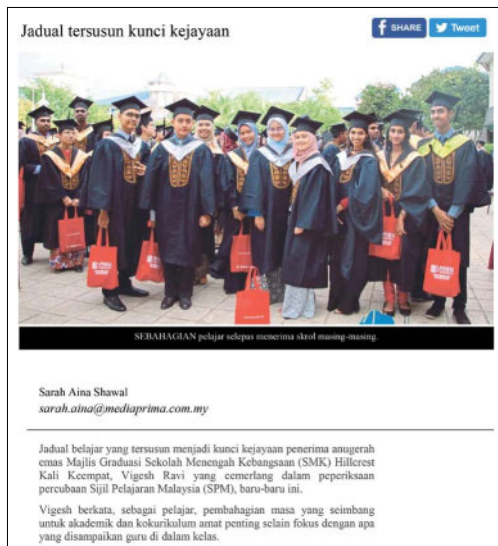 Jadual tersusun kunci kejayaan
SHARE
Tweet
SEBAHAGIAN pelajar selepas menerima skrol masing-masing.
Sarah Aina Shawal
sarah.aina@mediaprima.com.my
Jadual belajar yang tersusun menjadi kunci kejayaan penerima anugerah
emas Majlis Graduasi Sekolah Menengah Kebangsaan (SMK) Hillcrest
Kali Keempat, Vigesh Ravi yang cemerlang dalam peperiksaan
percubaan Sijil Pelajaran Malaysia (SPM), baru-baru ini.
Vigesh berkata, sebagai pelajar, pembahagian masa yang seimbang
untuk akademik dan kokurikulum amat penting selain fokus dengan apa
yang disampaikan guru di dalam kelas.